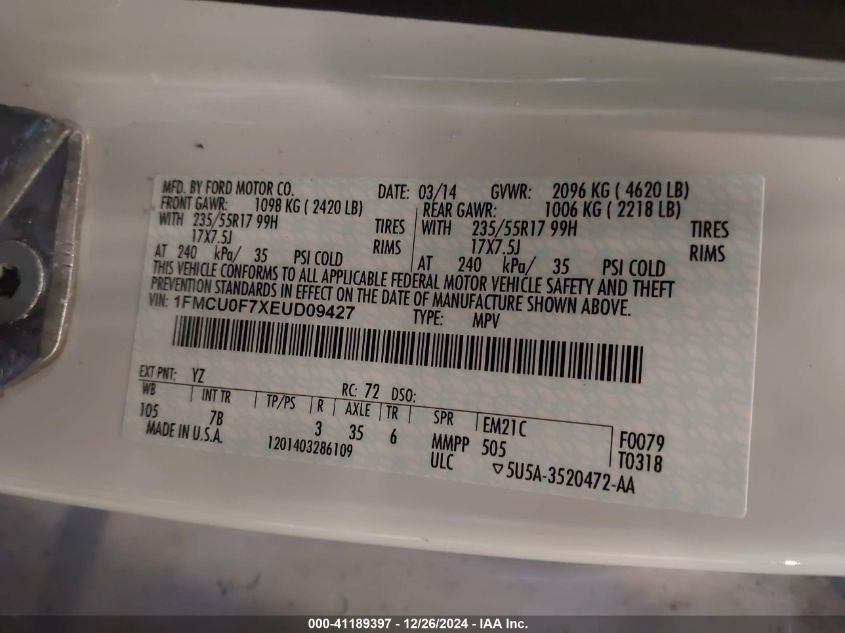 MFD. BY FORD MOTOR CO. DATE: 03/14 GVWR: 2096 KG ( 4620 LB)
FRONT GAWR: 1098 KG ( 2420 LB) REAR GAWR: 1006 KG ( 2218 LB)
WITH 235/55R17 99H TIRES WITH 235/55R17 99H TIRES
17X7.5J RIMS 17X7.5J RIMS
AT 240 kPa/ 35 PSI COLD AT 240 kPa/ 35 PSI COLD
THIS VEHICLE CONFORMS TO ALL APPLICABLE FEDERAL MOTOR VEHICLE SAFETY AND THEFT
PREVENTION STANDARDS IN EFFECT ON THE DATE OF MANUFACTURE SHOWN ABOVE.
VIN: 1FMCU0F7XEUD09427 TYPE: MPV
EXT PNT: YZ RC: 72 DSO:
WB INT TR TP/PS R AXLE TR SPR EM21C F0079
105 7B 3 35 6 MMPP 505 T0318
MADE IN U.S.A. 1201403286109 ULC ▽5U5A-3520472-AA
000-41189397 - 12/26/2024 - IAA Inc.